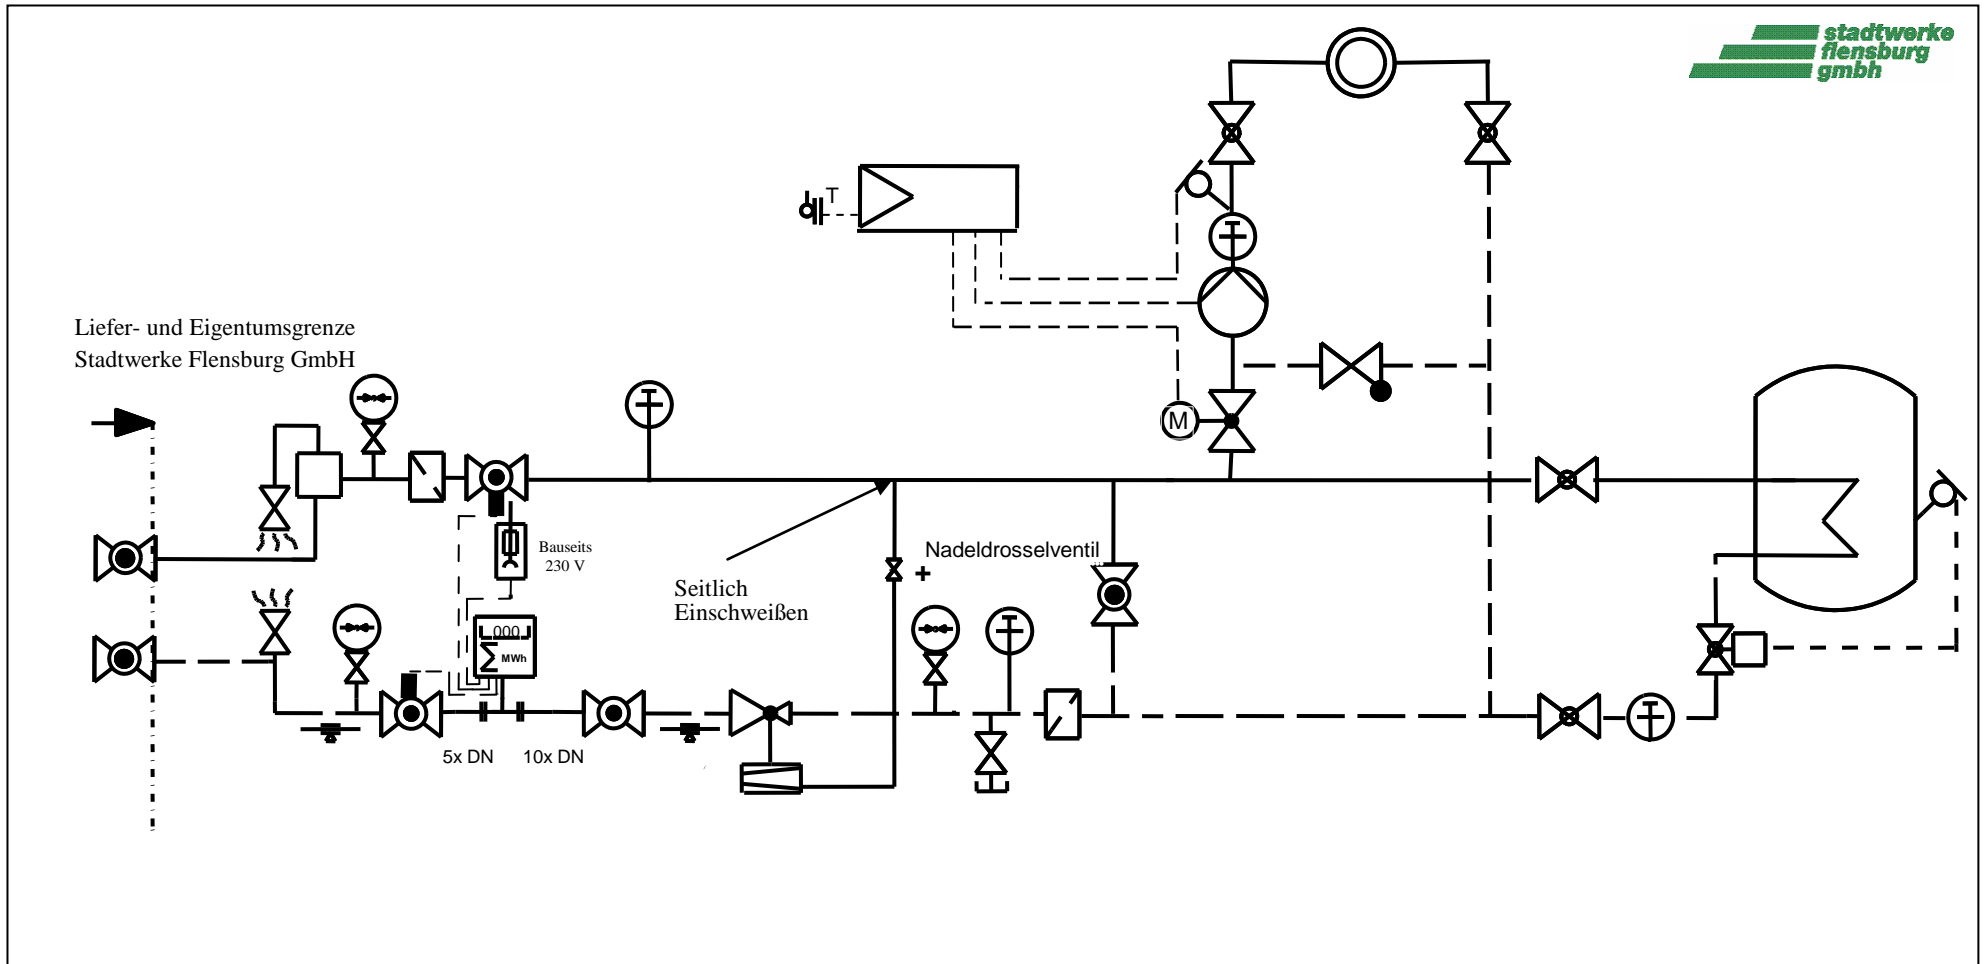 stadtwerke
flensburg
gmbh
T
Liefer- und Eigentumsgrenze
Stadtwerke Flensburg GmbH
M
Bauseits
230 V
Nadeldrosselventil
+
Seitlich
Einschweißen
000
MWh
5x DN
10x DN